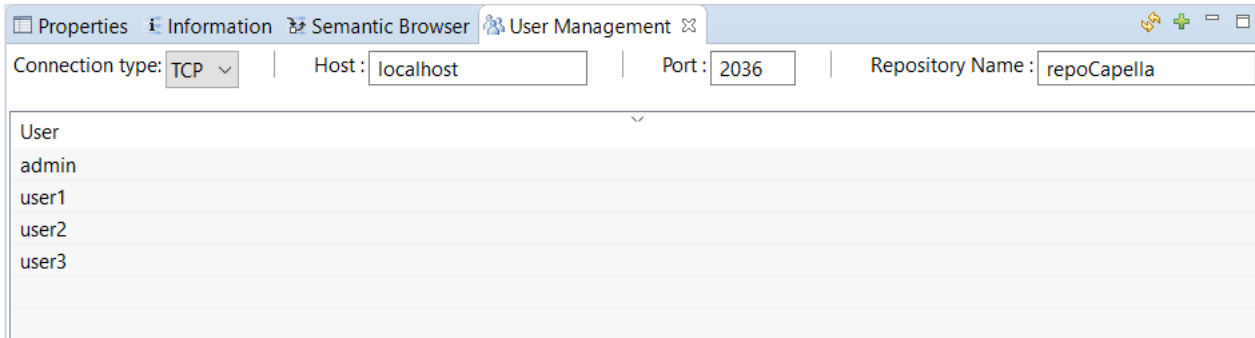 Properties Information Semantic Browser User Management
Connection type: TCP Host : localhost Port : 2036 Repository Name : repoCapella
User
admin
user1
user2
user3